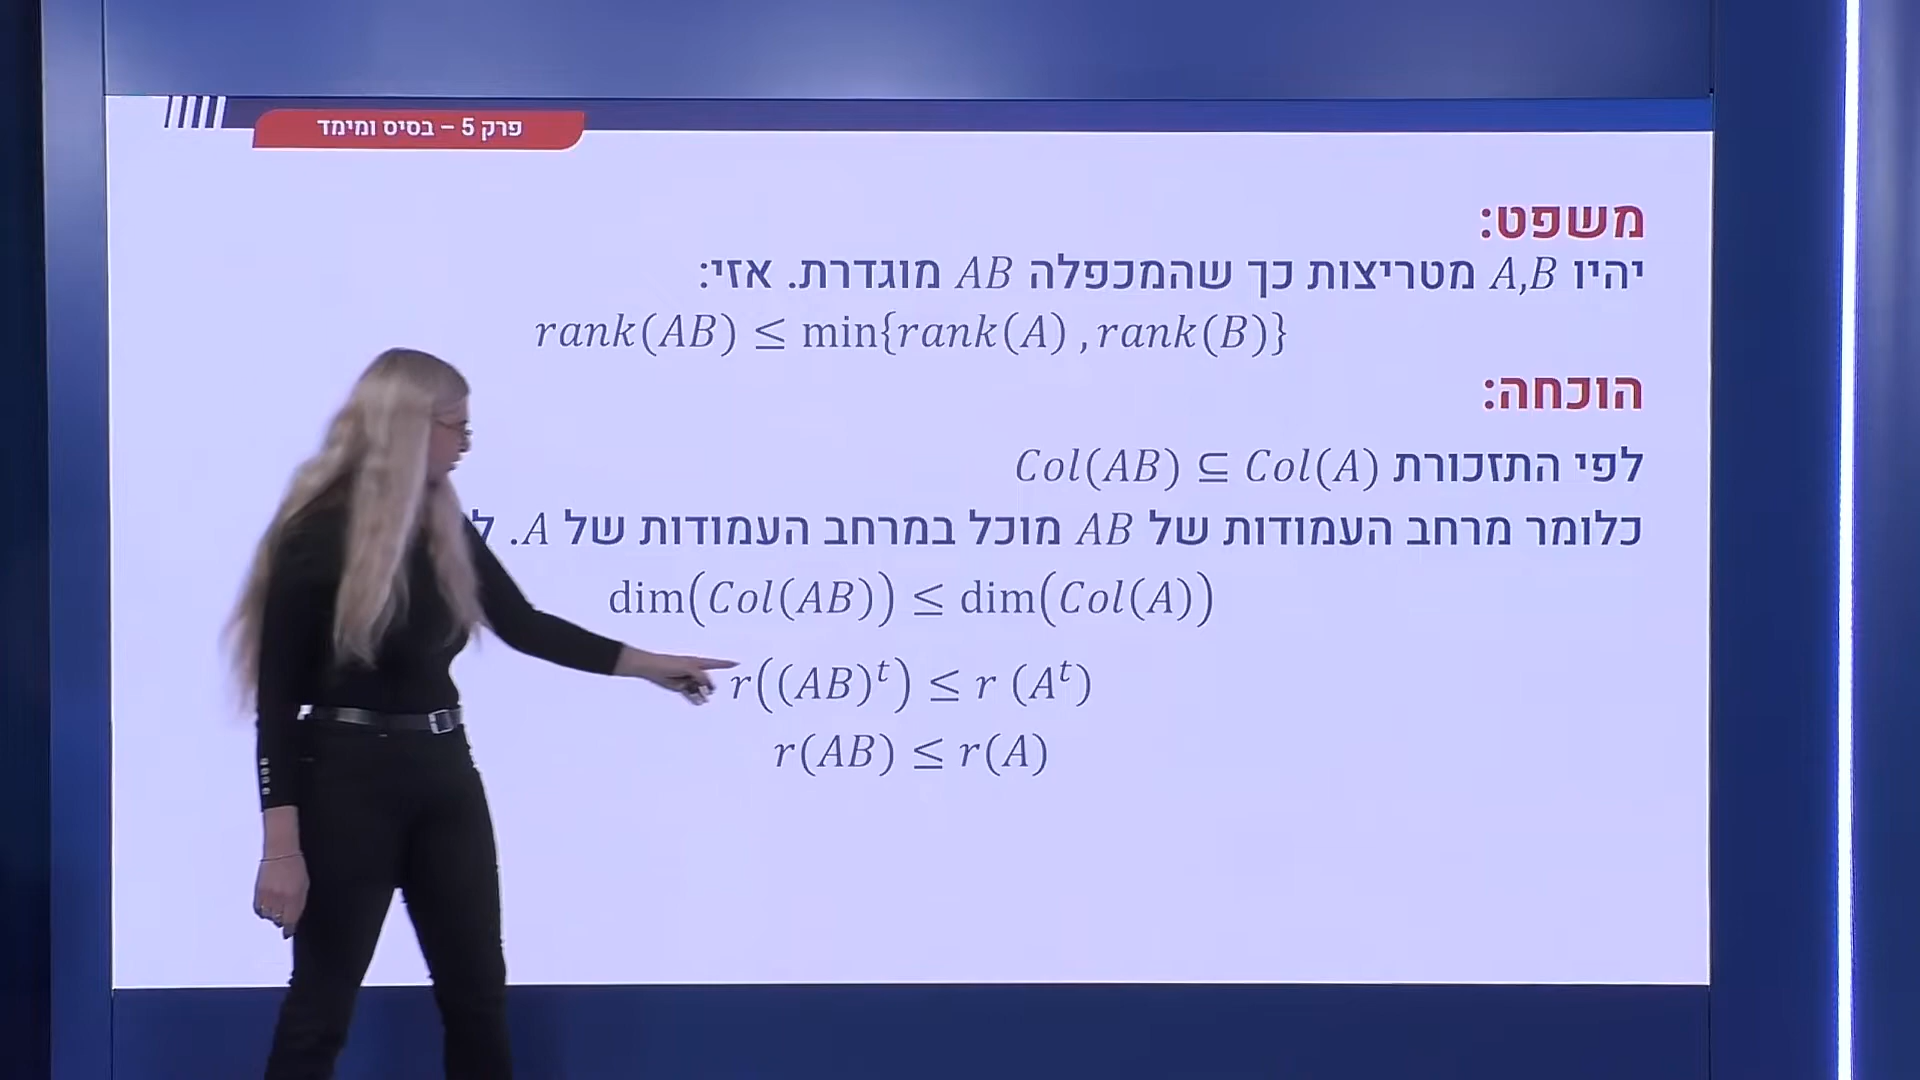 פרק 5 – בסיס ומימד
משפט:
יהיו A,B מטריצות כך שהמכפלה AB מוגדרת. אזי:
rank(AB) ≤ min{rank(A) ,rank(B)}
הוכחה:
לפי התזכורת Col(AB) ⊆ Col(A)
כלומר מרחב העמודות של AB מוכל במרחב העמודות של A.
dim(Col(AB)) ≤ dim(Col(A))
r((AB)ᵗ) ≤ r (Aᵗ)
r(AB) ≤ r(A)